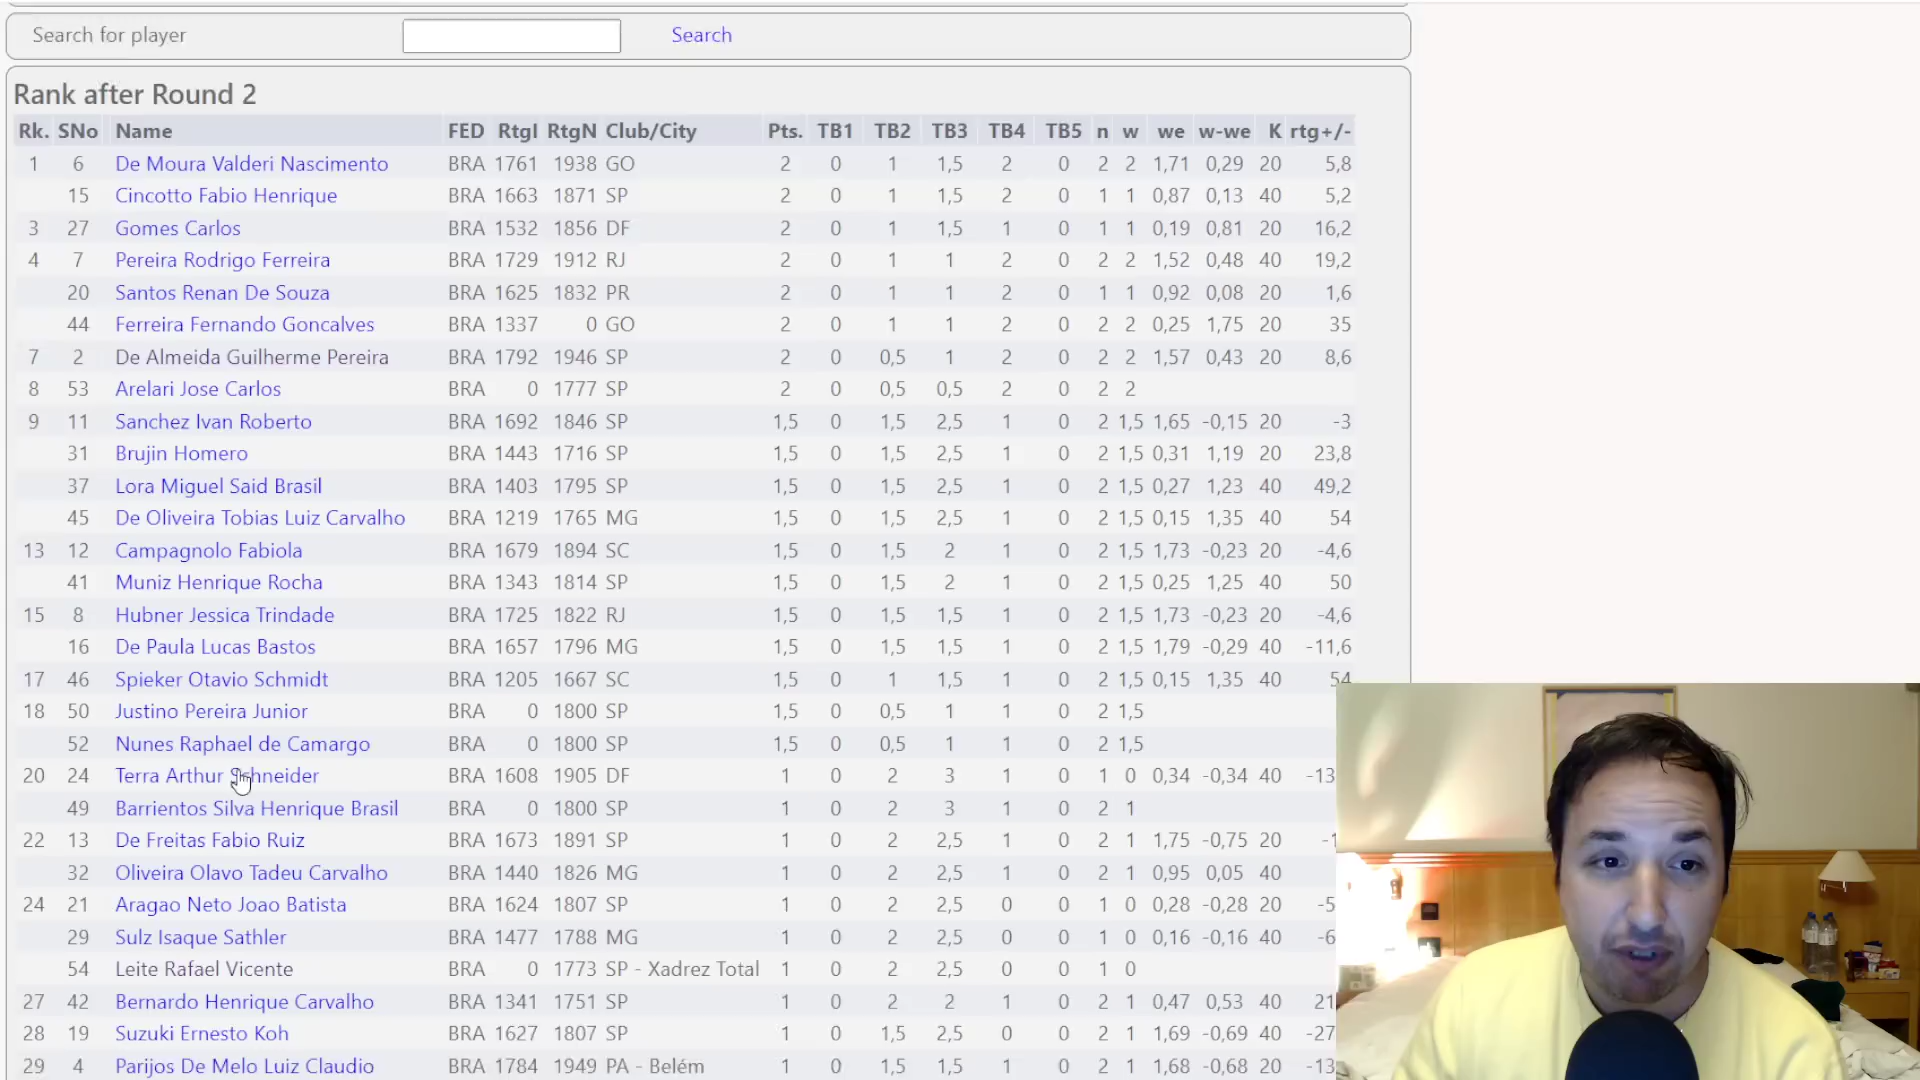 Search for player Search
Rank after Round 2
Rk. SNo Name FED RtgI RtgN Club/City Pts. TB1 TB2 TB3 TB4 TB5 n w we w-we K rtg+/-
1 6 De Moura Valderi Nascimento BRA 1761 1938 GO 2 0 1 1,5 2 0 2 2 1,71 0,29 20 5,8
15 Cincotto Fabio Henrique BRA 1663 1871 SP 2 0 1 1,5 2 0 1 1 0,87 0,13 40 5,2
3 27 Gomes Carlos BRA 1532 1856 DF 2 0 1 1,5 1 0 1 1 0,19 0,81 20 16,2
4 7 Pereira Rodrigo Ferreira BRA 1729 1912 RJ 2 0 1 1 2 0 2 2 1,52 0,48 40 19,2
20 Santos Renan De Souza BRA 1625 1832 PR 2 0 1 1 2 0 1 1 0,92 0,08 20 1,6
44 Ferreira Fernando Goncalves BRA 1337 0 GO 2 0 1 1 2 0 2 2 0,25 1,75 20 35
7 2 De Almeida Guilherme Pereira BRA 1792 1946 SP 2 0 0,5 1 2 0 2 2 1,57 0,43 20 8,6
8 53 Arelari Jose Carlos BRA 0 1777 SP 2 0 0,5 0,5 2 0 2 2
9 11 Sanchez Ivan Roberto BRA 1692 1846 SP 1,5 0 1,5 2,5 1 0 2 1,5 1,65 -0,15 20 -3
31 Brujin Homero BRA 1443 1716 SP 1,5 0 1,5 2,5 1 0 2 1,5 0,31 1,19 20 23,8
37 Lora Miguel Said Brasil BRA 1403 1795 SP 1,5 0 1,5 2,5 1 0 2 1,5 0,27 1,23 40 49,2
45 De Oliveira Tobias Luiz Carvalho BRA 1219 1765 MG 1,5 0 1,5 2,5 1 0 2 1,5 0,15 1,35 40 54
13 12 Campagnolo Fabiola BRA 1679 1894 SC 1,5 0 1,5 2 1 0 2 1,5 1,73 -0,23 20 -4,6
41 Muniz Henrique Rocha BRA 1343 1814 SP 1,5 0 1,5 2 1 0 2 1,5 0,25 1,25 40 50
15 8 Hubner Jessica Trindade BRA 1725 1822 RJ 1,5 0 1,5 1,5 1 0 2 1,5 1,73 -0,23 20 -4,6
16 De Paula Lucas Bastos BRA 1657 1796 MG 1,5 0 1,5 1,5 1 0 2 1,5 1,79 -0,29 40 -11,6
17 46 Spieker Otavio Schmidt BRA 1205 1667 SC 1,5 0 1 1,5 1 0 2 1,5 0,15 1,35 40 54
18 50 Justino Pereira Junior BRA 0 1800 SP 1,5 0 0,5 1 1 0 2 1,5
52 Nunes Raphael de Camargo BRA 0 1800 SP 1,5 0 0,5 1 1 0 2 1,5
20 24 Terra Arthur Schneider BRA 1608 1905 DF 1 0 2 3 1 0 1 0 0,34 -0,34 40 -13
49 Barrientos Silva Henrique Brasil BRA 0 1800 SP 1 0 2 3 1 0 2 1
22 13 De Freitas Fabio Ruiz BRA 1673 1891 SP 1 0 2 2,5 1 0 2 1 1,75 -0,75 20 -1
32 Oliveira Olavo Tadeu Carvalho BRA 1440 1826 MG 1 0 2 2,5 1 0 2 1 0,95 0,05 40
24 21 Aragao Neto Joao Batista BRA 1624 1807 SP 1 0 2 2,5 0 0 1 0 0,28 -0,28 20 -5
29 Sulz Isaque Sathler BRA 1477 1788 MG 1 0 2 2,5 0 0 1 0 0,16 -0,16 40 -6
54 Leite Rafael Vicente BRA 0 1773 SP - Xadrez Total 1 0 2 2,5 0 0 1 0
27 42 Bernardo Henrique Carvalho BRA 1341 1751 SP 1 0 2 2 1 0 2 1 0,47 0,53 40 21
28 19 Suzuki Ernesto Koh BRA 1627 1807 SP 1 0 1,5 2,5 0 0 2 1 1,69 -0,69 40 -27
29 4 Parijos De Melo Luiz Claudio BRA 1784 1949 PA - Belém 1 0 1,5 1,5 1 0 2 1 1,68 -0,68 20 -13